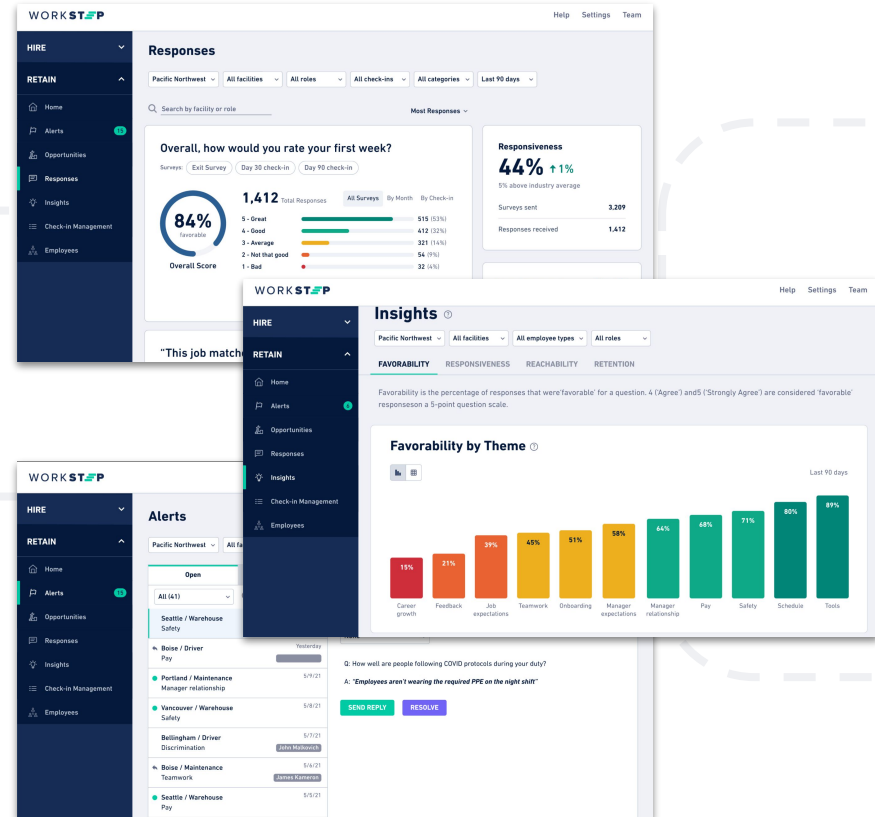 WORKSTEP
Help Settings Team
HIRE
RETAIN
Home
Alerts 15
Opportunities
Responses
Insights
Check-in Management
Employees
Responses
Pacific Northwest All facilities All roles All check-ins All categories Last 90 days
Search by facility or role
Most Responses
Overall, how would you rate your first week?
Surveys: Exit Survey Day 30 check-in Day 90 check-in
84%
favorable
Overall Score
1,412 Total Responses All Surveys By Month By Check-in
5 - Great 515 (53%)
4 - Good 412 (32%)
3 - Average 321 (14%)
2 - Not that good 54 (9%)
1 - Bad 32 (4%)
Responsiveness
44% ↑ 1%
5% above industry average
Surveys sent 3,209
Responses received 1,412
"This job match
WORKSTEP
Help Settings Team
HIRE
RETAIN
Home
Alerts 6
Opportunities
Responses
Insights
Check-in Management
Employees
Insights
Pacific Northwest All facilities All employee types All roles
FAVORABILITY RESPONSIVENESS REACHABILITY RETENTION
Favorability is the percentage of responses that were'favorable' for a question. 4 ('Agree') and5 ('Strongly Agree') are considered 'favorable'
responseson a 5-point question scale.
Favorability by Theme
Last 90 days
15% 21% 39% 45% 51% 58% 64% 68% 71% 80% 89%
Career growth Feedback Job expectations Teamwork Onboarding Manager expectations Manager relationship Pay Safety Schedule Tools
WORKSTEP
HIRE
RETAIN
Home
Alerts 15
Opportunities
Responses
Insights
Check-in Management
Employees
Alerts
Pacific Northwest All fa
Open
All (41)
Seattle / Warehouse
Safety
Boise / Driver Yesterday
Pay
Portland / Maintenance 5/9/21
Manager relationship
Vancouver / Warehouse 5/8/21
Safety
Bellingham / Driver 5/7/21
Discrimination John Malkovich
Boise / Maintenance 5/6/21
Teamwork James Kameron
Seattle / Warehouse 5/5/21
Pay
Q: How well are people following COVID protocols during your duty?
A: "Employees aren't wearing the required PPE on the night shift"
SEND REPLY RESOLVE